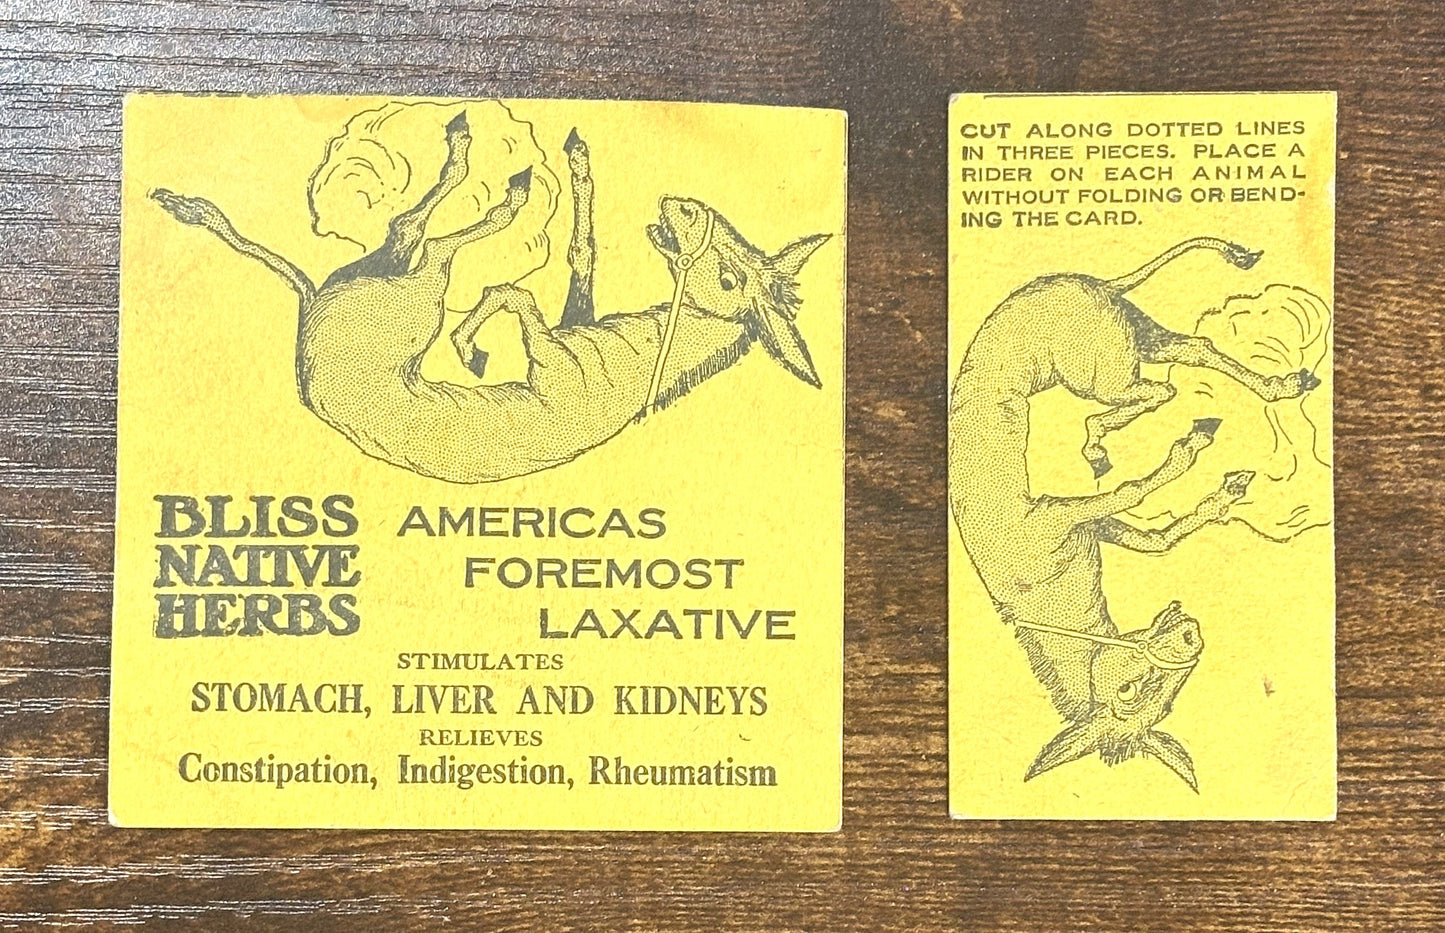 BLISS
NATIVE
HERBS
AMERICAS
FOREMOST
LAXATIVE
STIMULATES
STOMACH, LIVER AND KIDNEYS
RELIEVES
Constipation, Indigestion, Rheumatism
CUT ALONG DOTTED LINES
IN THREE PIECES. PLACE A
RIDER ON EACH ANIMAL
WITHOUT FOLDING OR BEND-
ING THE CARD.